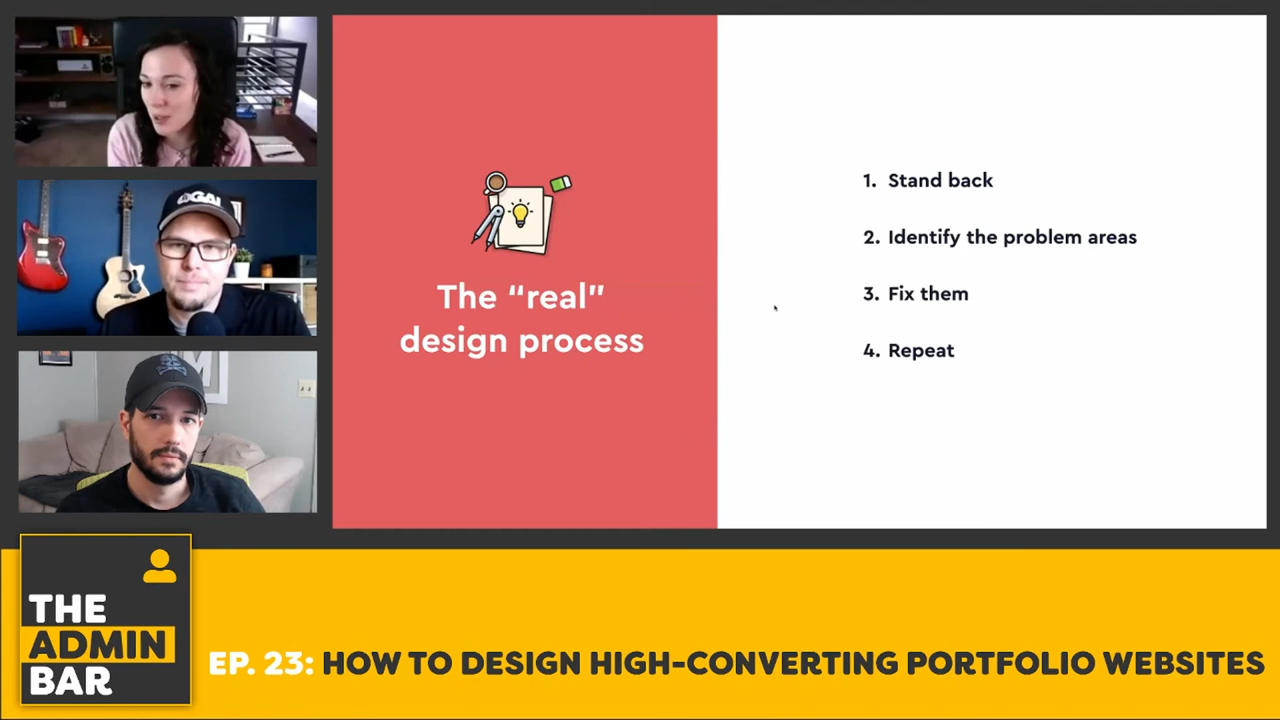 The “real”
design process
1. Stand back
2. Identify the problem areas
3. Fix them
4. Repeat
THE
ADMIN
BAR
EP. 23: HOW TO DESIGN HIGH-CONVERTING PORTFOLIO WEBSITES